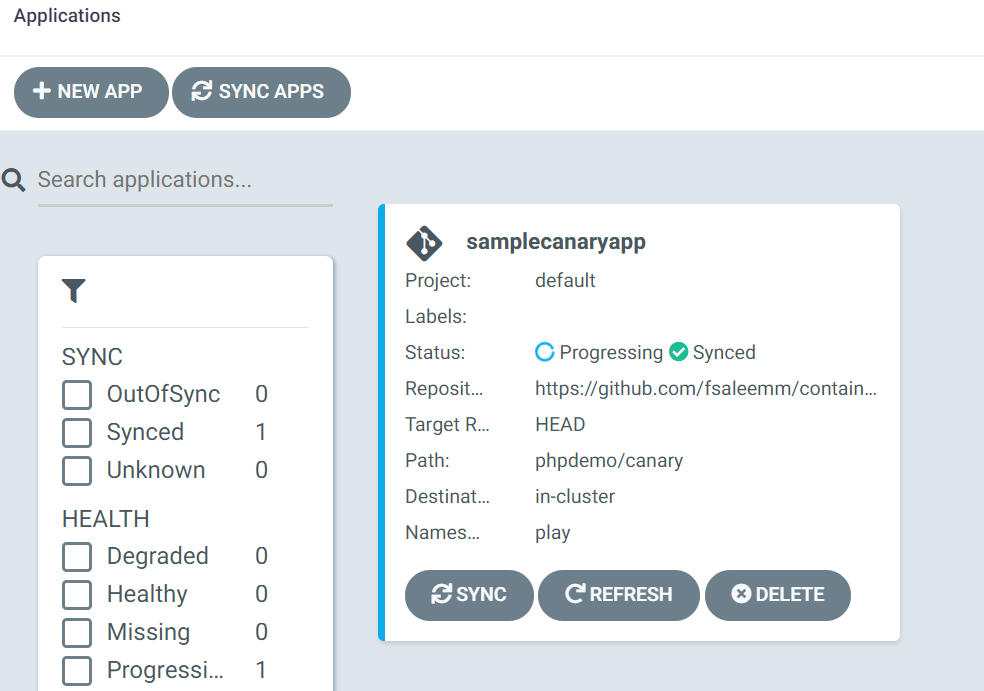 Applications
NEW APP
SYNC APPS
Search applications...
SYNC
OutOfSync 0
Synced 1
Unknown 0
HEALTH
Degraded 0
Healthy 0
Missing 0
Progressi... 1
samplecanaryapp
Project: default
Labels:
Status: Progressing Synced
Reposit... https://github.com/fsaleemm/contain...
Target R... HEAD
Path: phpdemo/canary
Destinat... in-cluster
Names... play
SYNC
REFRESH
DELETE